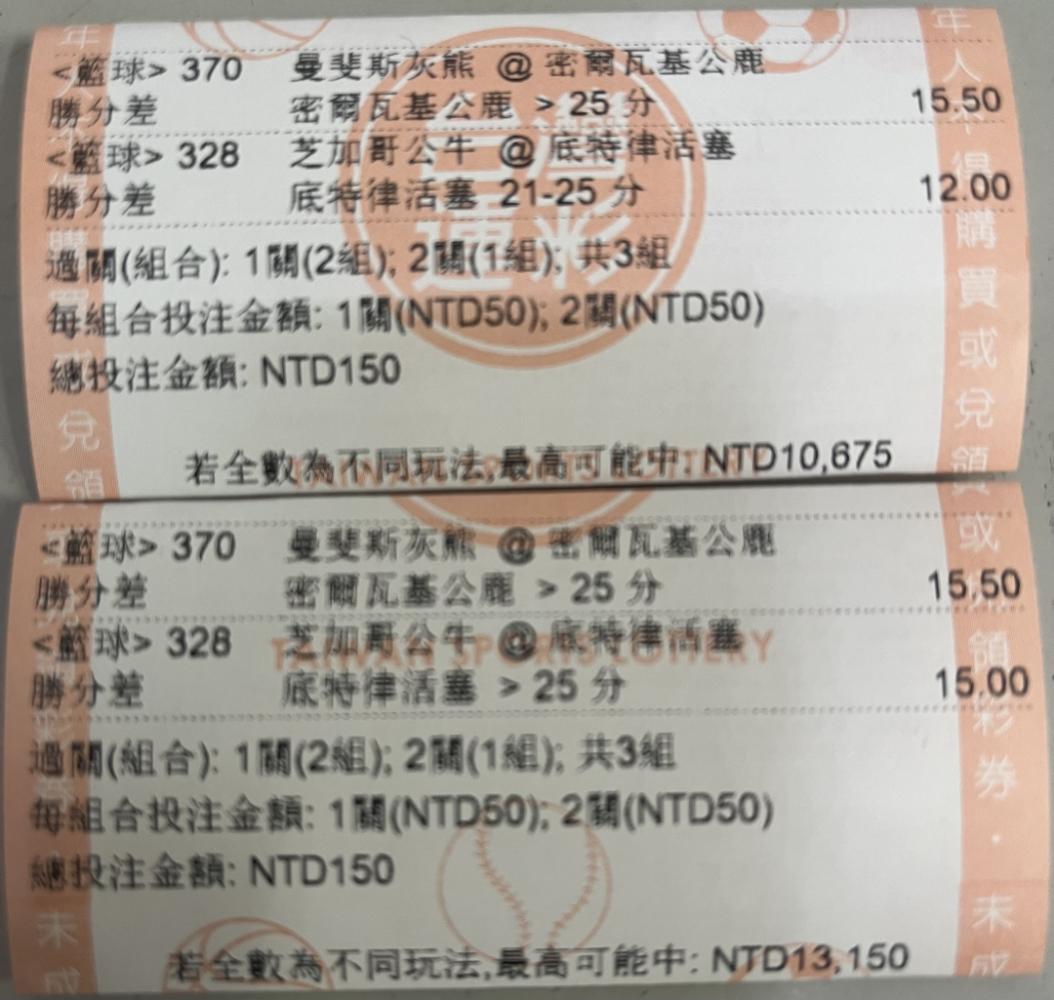 <籃球> 370 曼斐斯灰熊 @ 密爾瓦基公鹿
勝分差 密爾瓦基公鹿 > 25 分 15.50
<籃球> 328 芝加哥公牛 @ 底特律活塞
勝分差 底特律活塞 21-25 分 12.00
過關(組合): 1關(2組); 2關(1組); 共3組
每組合投注金額: 1關(NTD50); 2關(NTD50)
總投注金額: NTD150
若全數為不同玩法,最高可能中: NTD10,675
<籃球> 370 曼斐斯灰熊 @ 密爾瓦基公鹿
勝分差 密爾瓦基公鹿 > 25 分 15.50
<籃球> 328 芝加哥公牛 @ 底特律活塞
TAIWAN SPORTS LOTTERY
勝分差 底特律活塞 > 25 分 15.00
過關(組合): 1關(2組); 2關(1組); 共3組
每組合投注金額: 1關(NTD50); 2關(NTD50)
總投注金額: NTD150
若全數為不同玩法,最高可能中: NTD13,150